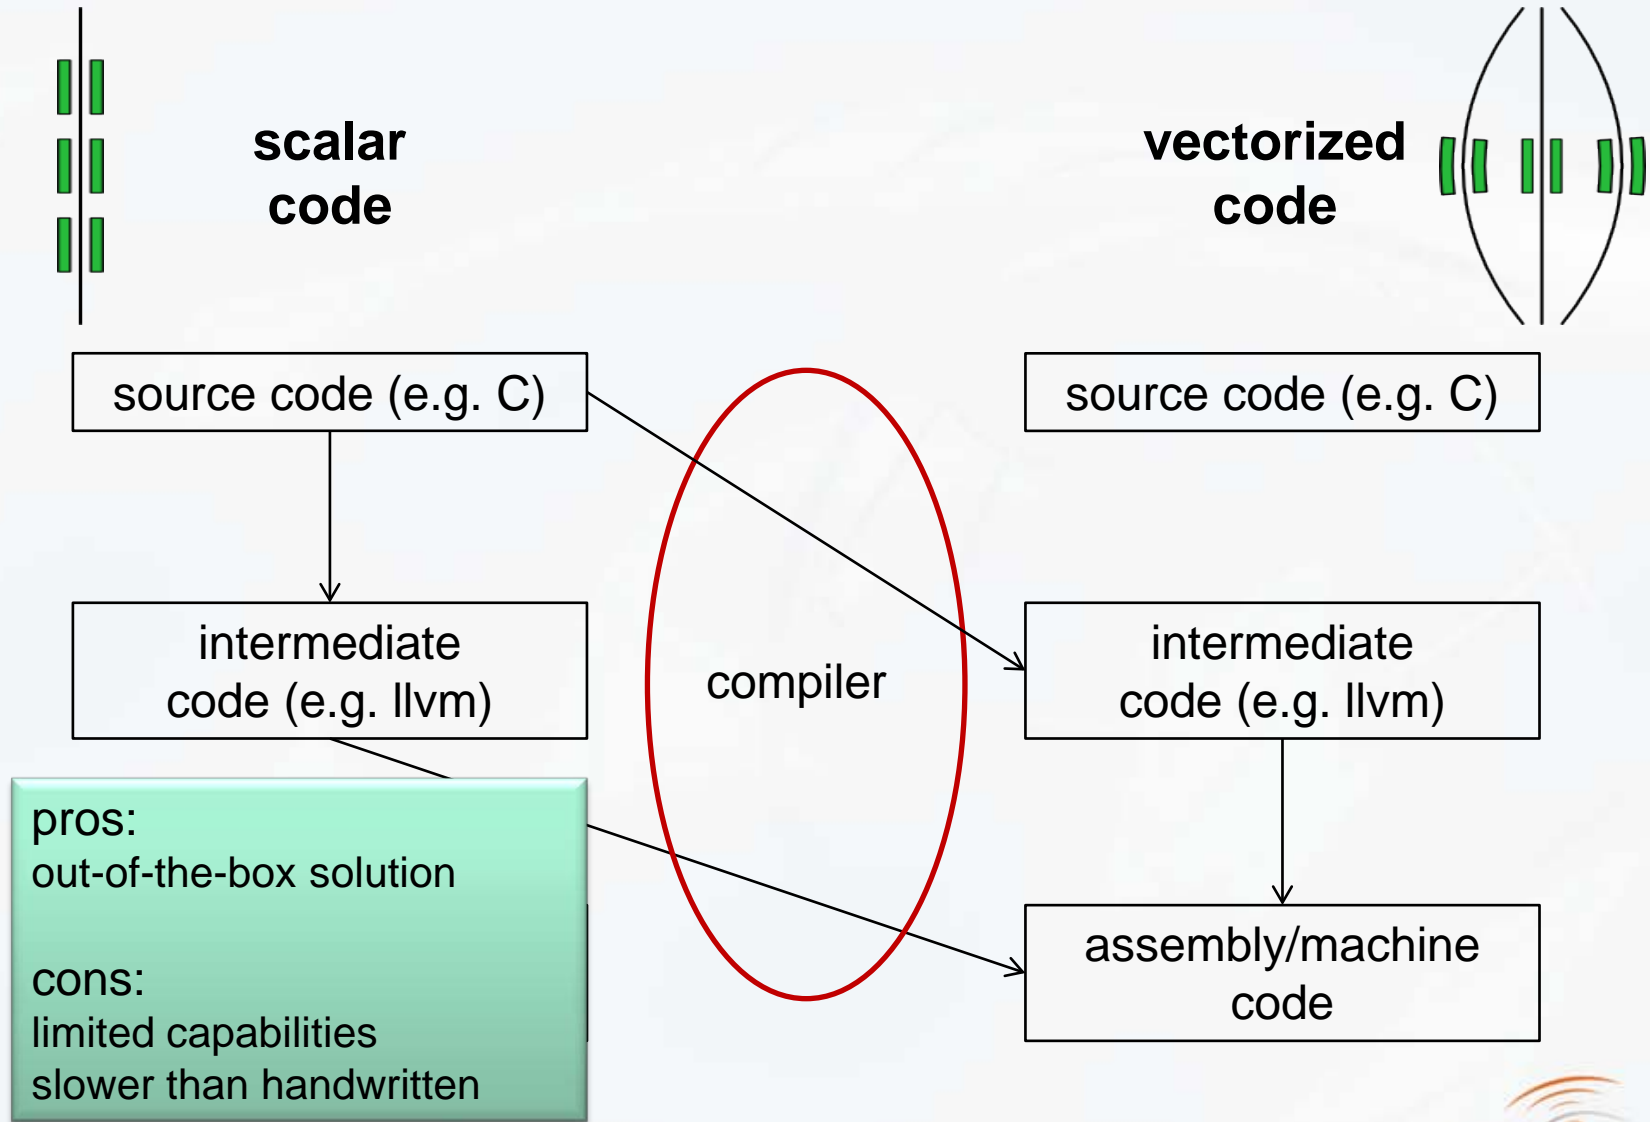 scalar
code
vectorized
code
source code (e.g. C)
source code (e.g. C)
intermediate
code (e.g. llvm)
compiler
intermediate
code (e.g. llvm)
pros:
out-of-the-box solution
cons:
limited capabilities
slower than handwritten
assembly/machine
code